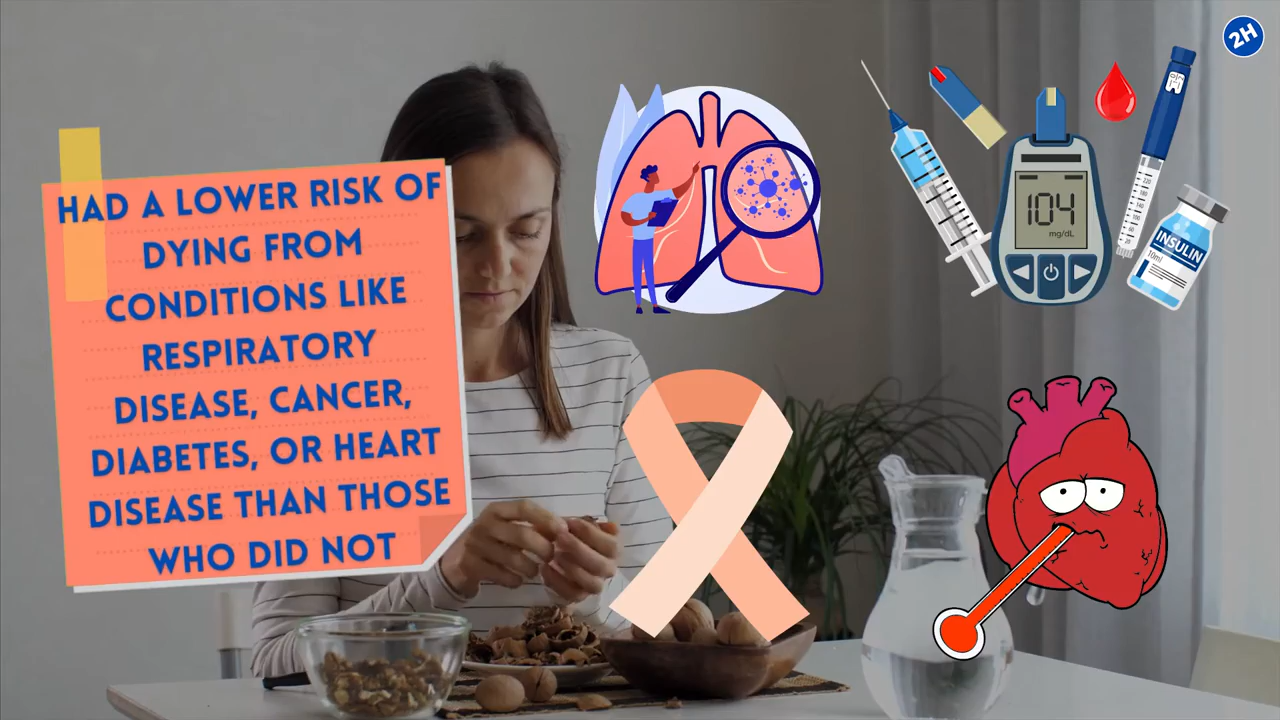 HAD A LOWER RISK OF
DYING FROM
CONDITIONS LIKE
RESPIRATORY
DISEASE, CANCER,
DIABETES, OR HEART
DISEASE THAN THOSE
WHO DID NOT
2H
104
mg/dL
INSULIN
10ml